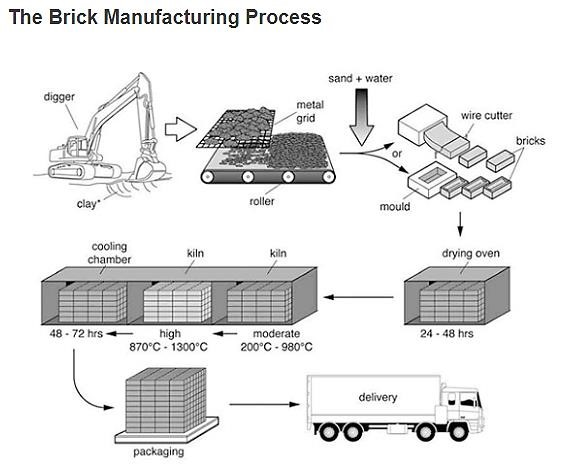 The Brick Manufacturing Process
digger
clay*
metal
grid
roller
sand + water
or
wire cutter
bricks
mould
drying oven
24 - 48 hrs
cooling
chamber
kiln
kiln
48 - 72 hrs
high
870°C - 1300°C
moderate
200°C - 980°C
packaging
delivery